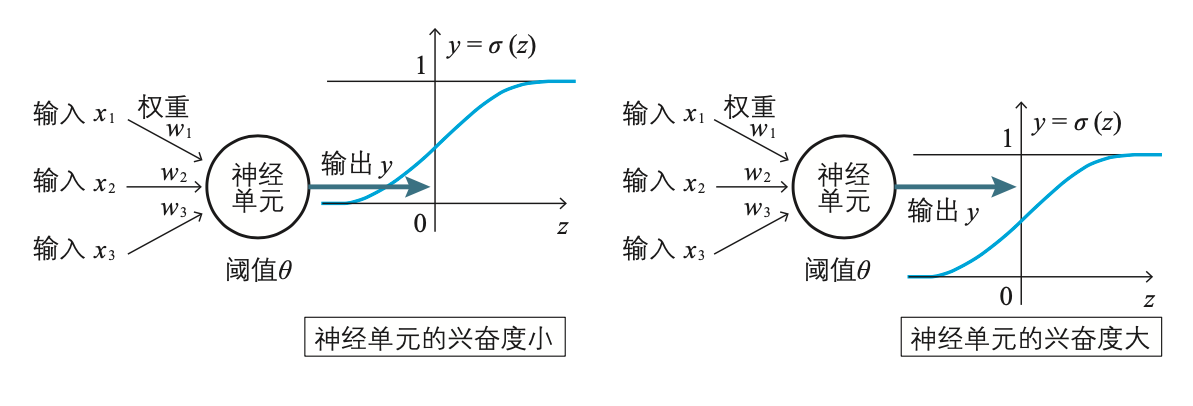 y = σ (z)
1
输入 x1
权重
w1
输入 x2
w2
神经
单元
输出 y
w3
输入 x3
0
z
阈值θ
神经单元的兴奋度小
输入 x1
权重
w1
y = σ (z)
1
输入 x2
w2
神经
单元
w3
输出 y
输入 x3
阈值θ
0
z
神经单元的兴奋度大